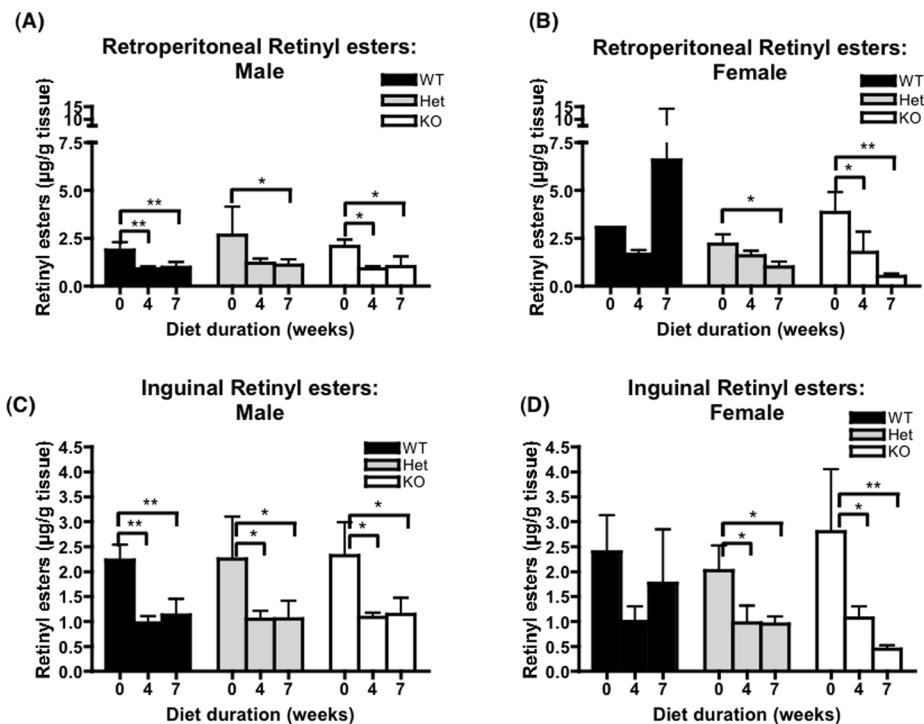 (A)
Retroperitoneal Retinyl esters:
Male
WT
Het
KO
Retinyl esters (µg/g tissue)
15
10
7.5
5.0
2.5
0.0
**
**
*
*
*
0 4 7 0 4 7 0 4 7
Diet duration (weeks)
(B)
Retroperitoneal Retinyl esters:
Female
WT
Het
KO
Retinyl esters (µg/g tissue)
15
10
7.5
5.0
2.5
0.0
*
**
*
0 4 7 0 4 7 0 4 7
Diet duration (weeks)
(C)
Inguinal Retinyl esters:
Male
WT
Het
KO
Retinyl esters (µg/g tissue)
4.5
4.0
3.5
3.0
2.5
2.0
1.5
1.0
0.5
0.0
**
**
*
*
*
*
0 4 7 0 4 7 0 4 7
Diet duration (weeks)
(D)
Inguinal Retinyl esters:
Female
WT
Het
KO
Retinyl esters (µg/g tissue)
4.5
4.0
3.5
3.0
2.5
2.0
1.5
1.0
0.5
0.0
*
*
**
*
0 4 7 0 4 7 0 4 7
Diet duration (weeks)